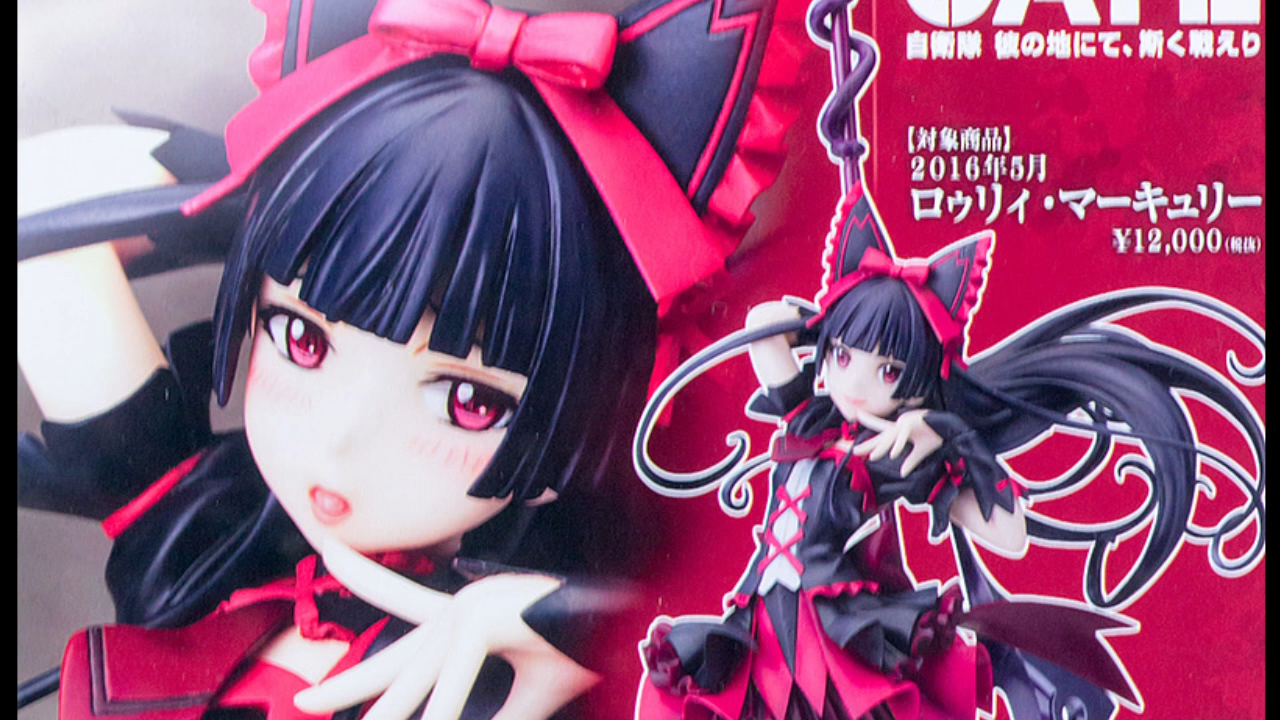 GATE
自衛隊 彼の地にて、斯く戦えり
【対象商品】
2016年5月
ロゥリィ・マーキュリー
¥12,000(税抜)